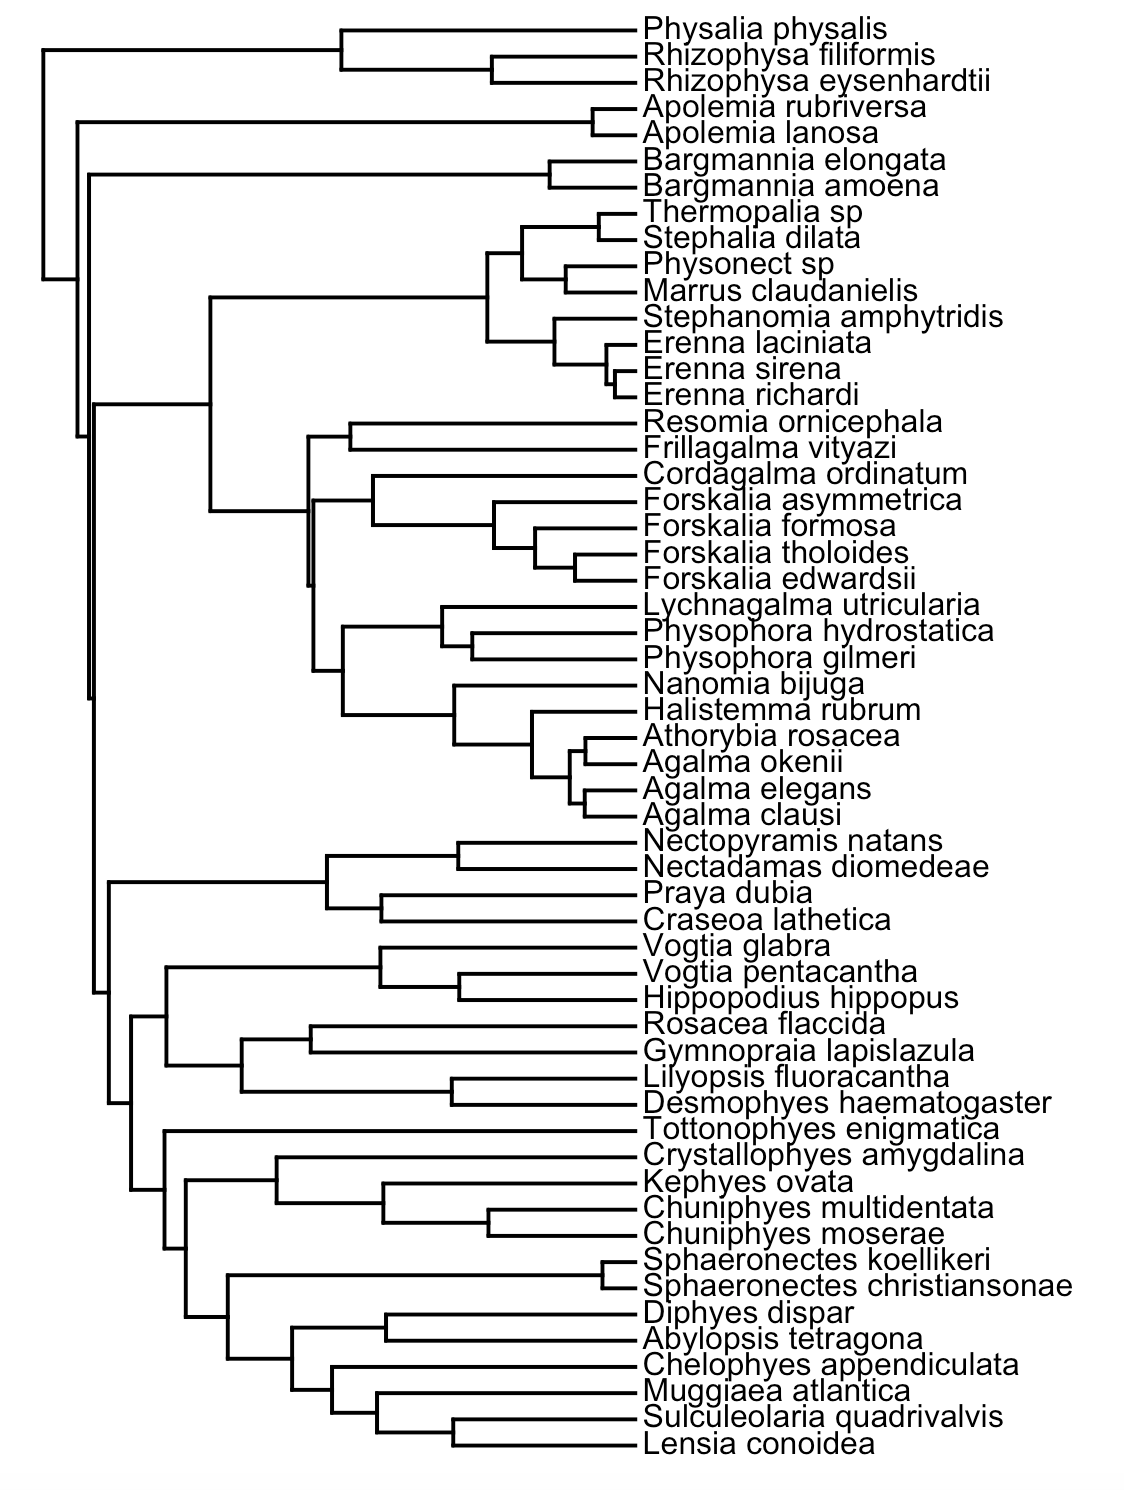 Physalia physalis
Rhizophysa filiformis
Rhizophysa eysenhardtii
Apolemia rubriversa
Apolemia lanosa
Bargmannia elongata
Bargmannia amoena
Thermopalia sp
Stephalia dilata
Physonect sp
Marrus claudanielis
Stephanomia amphytridis
Erenna laciniata
Erenna sirena
Erenna richardi
Resomia ornicephala
Frillagalma vityazi
Cordagalma ordinatum
Forskalia asymmetrica
Forskalia formosa
Forskalia tholoides
Forskalia edwardsii
Lychnagalma utricularia
Physophora hydrostatica
Physophora gilmeri
Nanomia bijuga
Halistemma rubrum
Athorybia rosacea
Agalma okenii
Agalma elegans
Agalma clausi
Nectopyramis natans
Nectadamas diomedeae
Praya dubia
Craseoa lathetica
Vogtia glabra
Vogtia pentacantha
Hippopodius hippopus
Rosacea flaccida
Gymnopraia lapislazula
Lilyopsis fluoracantha
Desmophyes haematogaster
Tottonophyes enigmatica
Crystallophyes amygdalina
Kephyes ovata
Chuniphyes multidentata
Chuniphyes moserae
Sphaeronectes koellikeri
Sphaeronectes christiansonae
Diphyes dispar
Abylopsis tetragona
Chelophyes appendiculata
Muggiaea atlantica
Sulculeolaria quadrivalvis
Lensia conoidea